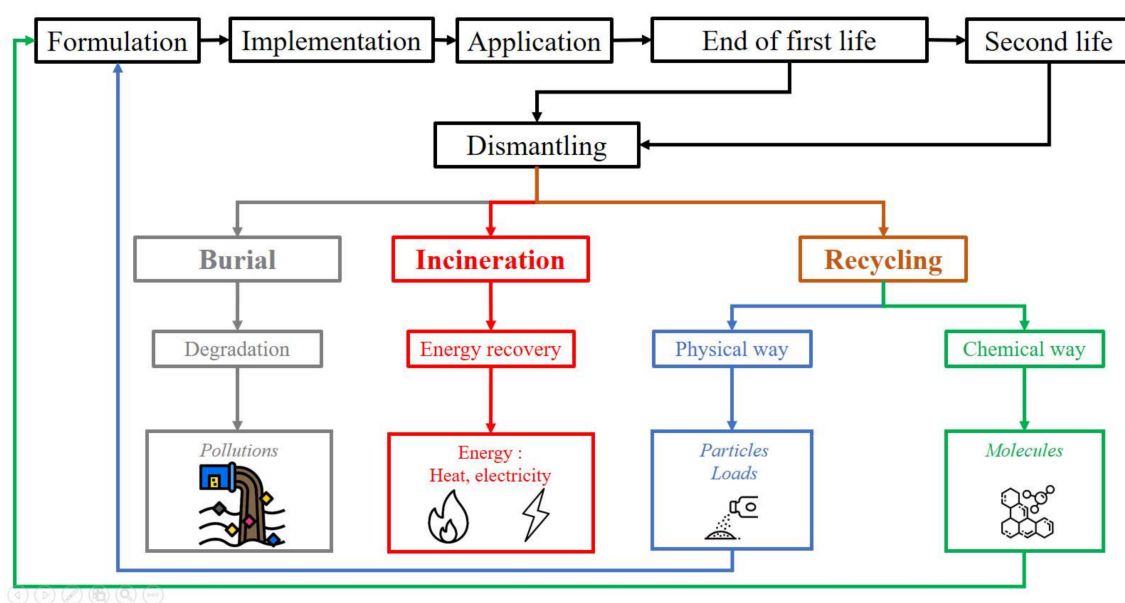 Formulation
Implementation
Application
End of first life
Second life
Dismantling
Burial
Incineration
Recycling
Degradation
Energy recovery
Physical way
Chemical way
Pollutions
Energy :
Heat, electricity
Particles
Loads
Molecules